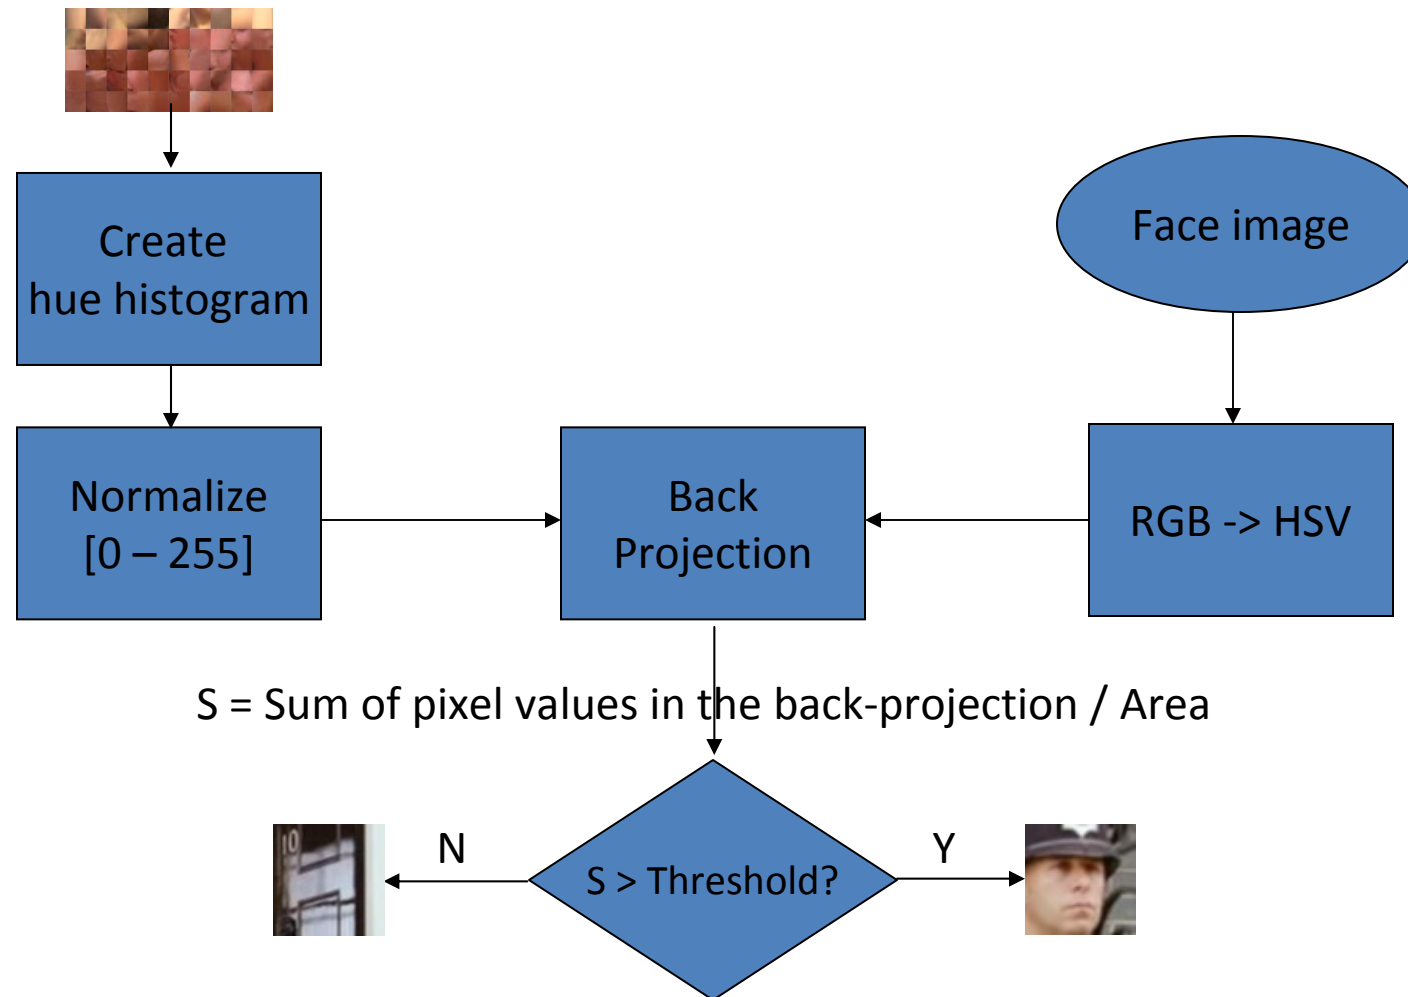 Create
hue histogram
Face image
Normalize
[0 – 255]
Back
Projection
RGB -> HSV
S = Sum of pixel values in the back-projection / Area
N
Y
S > Threshold?
10